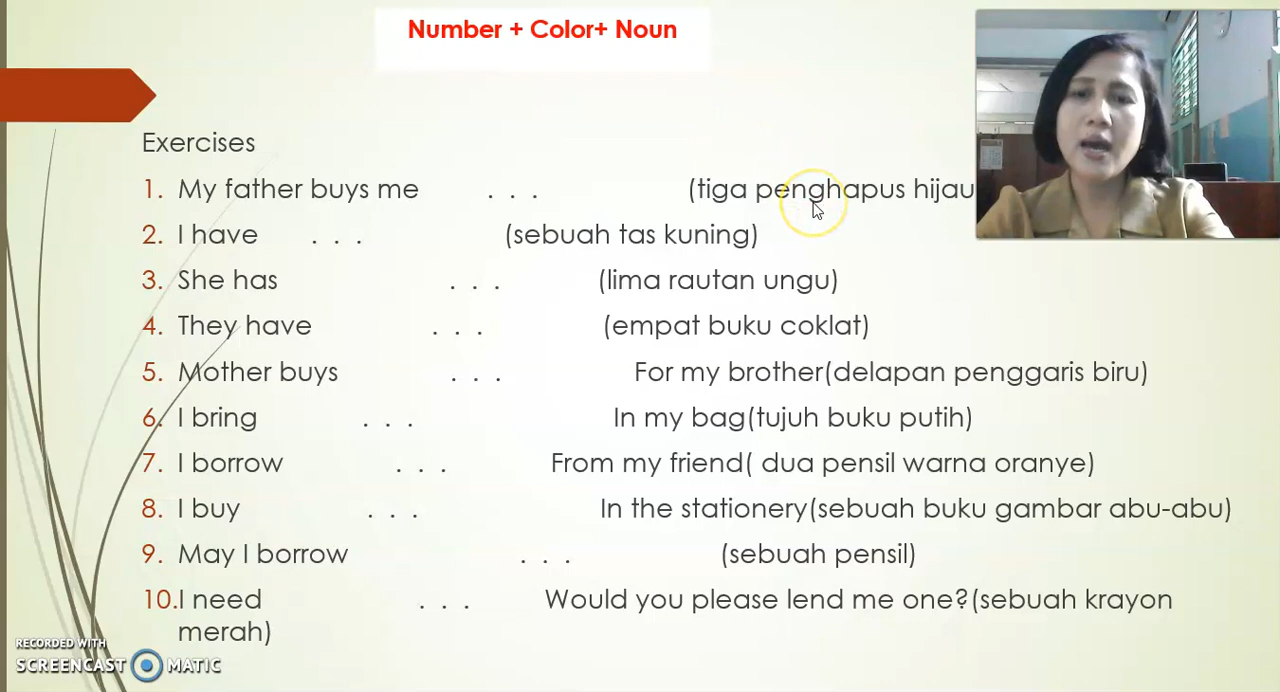 Number + Color+ Noun
Exercises
1. My father buys me . . . (tiga penghapus hijau
2. I have . . . (sebuah tas kuning)
3. She has . . . (lima rautan ungu)
4. They have . . . (empat buku coklat)
5. Mother buys . . . For my brother(delapan penggaris biru)
6. I bring . . . In my bag(tujuh buku putih)
7. I borrow . . . From my friend( dua pensil warna oranye)
8. I buy . . . In the stationery(sebuah buku gambar abu-abu)
9. May I borrow . . . (sebuah pensil)
10.I need . . . Would you please lend me one?(sebuah krayon
merah)
RECORDED WITH
SCREENCAST MATIC